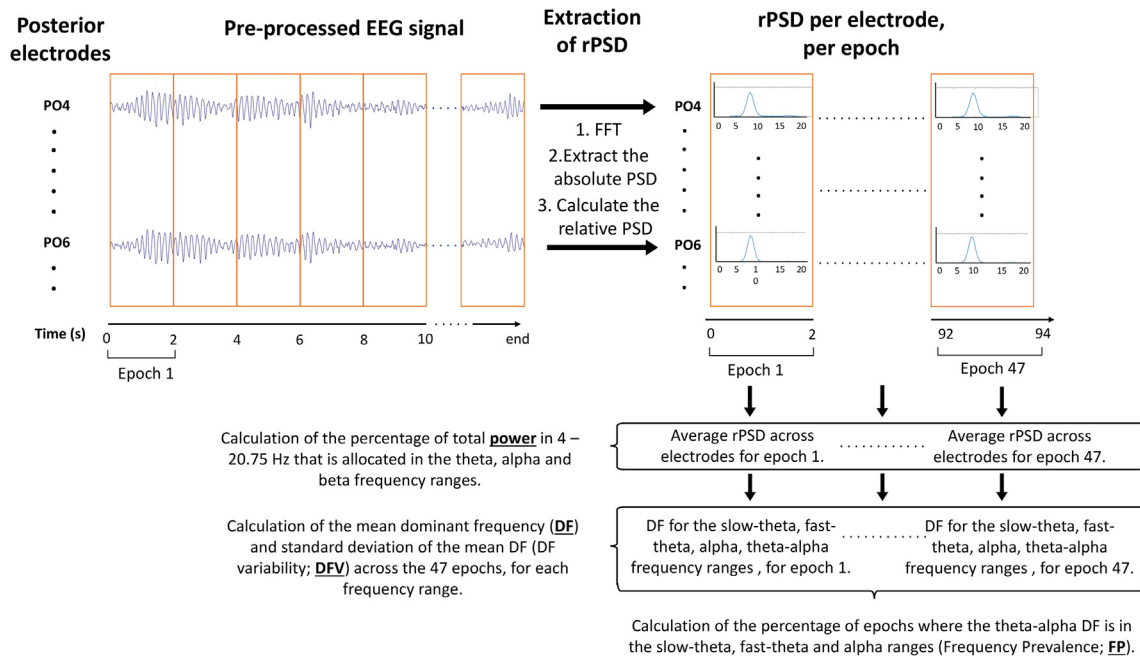 Posterior
electrodes
Pre-processed EEG signal
Extraction
of rPSD
rPSD per electrode,
per epoch
PO4
PO6
1. FFT
2.Extract the
absolute PSD
3. Calculate the
relative PSD
PO4
0 5 10 15 20
0 5 10 15 20
PO6
0 5 10 15 20
0 5 10 15 20
Time (s)
0 2 4 6 8 10 end
Epoch 1
0 2
Epoch 1
92 94
Epoch 47
Calculation of the percentage of total power in 4 –
20.75 Hz that is allocated in the theta, alpha and
beta frequency ranges.
Average rPSD across
electrodes for epoch 1.
Average rPSD across
electrodes for epoch 47.
Calculation of the mean dominant frequency (DF)
and standard deviation of the mean DF (DF
variability; DFV) across the 47 epochs, for each
frequency range.
DF for the slow-theta, fast-
theta, alpha, theta-alpha
frequency ranges , for epoch 1.
DF for the slow-theta, fast-
theta, alpha, theta-alpha
frequency ranges , for epoch 47.
Calculation of the percentage of epochs where the theta-alpha DF is in
the slow-theta, fast-theta and alpha ranges (Frequency Prevalence; FP).